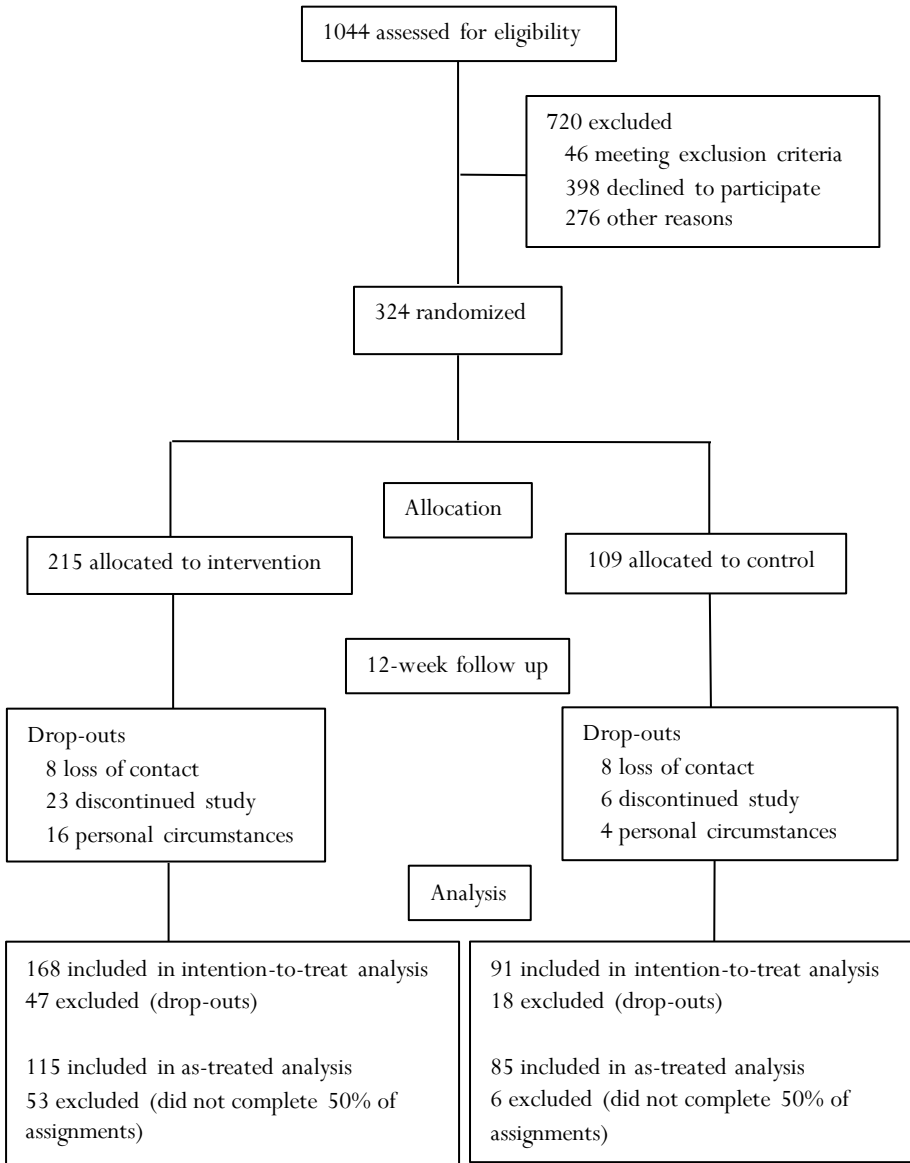 1044 assessed for eligibility
720 excluded
46 meeting exclusion criteria
398 declined to participate
276 other reasons
324 randomized
Allocation
215 allocated to intervention
109 allocated to control
12-week follow up
Drop-outs
8 loss of contact
23 discontinued study
16 personal circumstances
Drop-outs
8 loss of contact
6 discontinued study
4 personal circumstances
Analysis
168 included in intention-to-treat analysis
47 excluded (drop-outs)
115 included in as-treated analysis
53 excluded (did not complete 50% of
assignments)
91 included in intention-to-treat analysis
18 excluded (drop-outs)
85 included in as-treated analysis
6 excluded (did not complete 50% of
assignments)